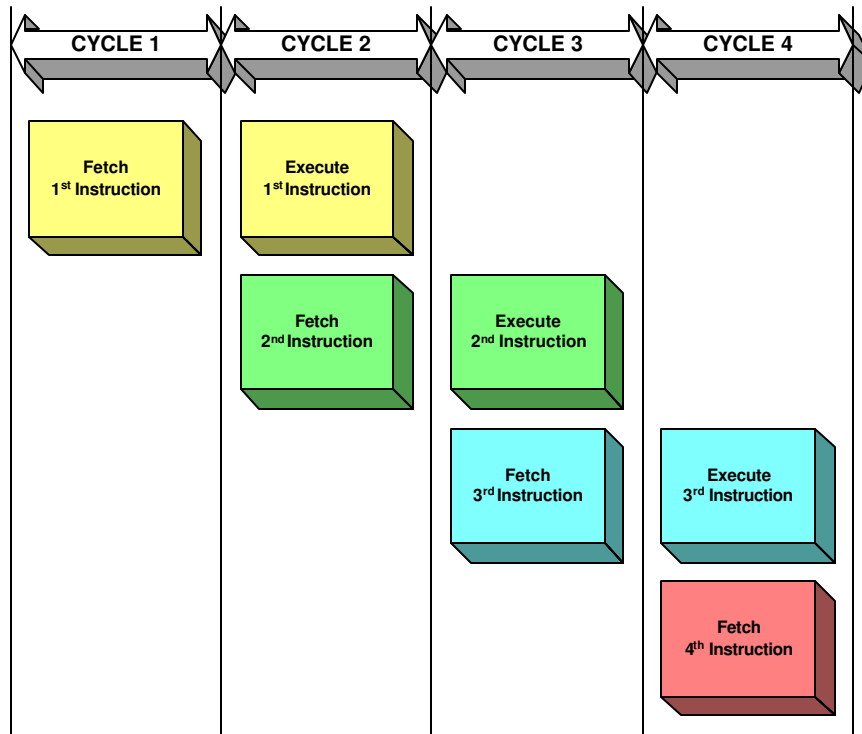 CYCLE 1 CYCLE 2 CYCLE 3 CYCLE 4
Fetch
1st Instruction
Execute
1st Instruction
Fetch
2nd Instruction
Execute
2nd Instruction
Fetch
3rd Instruction
Execute
3rd Instruction
Fetch
4th Instruction